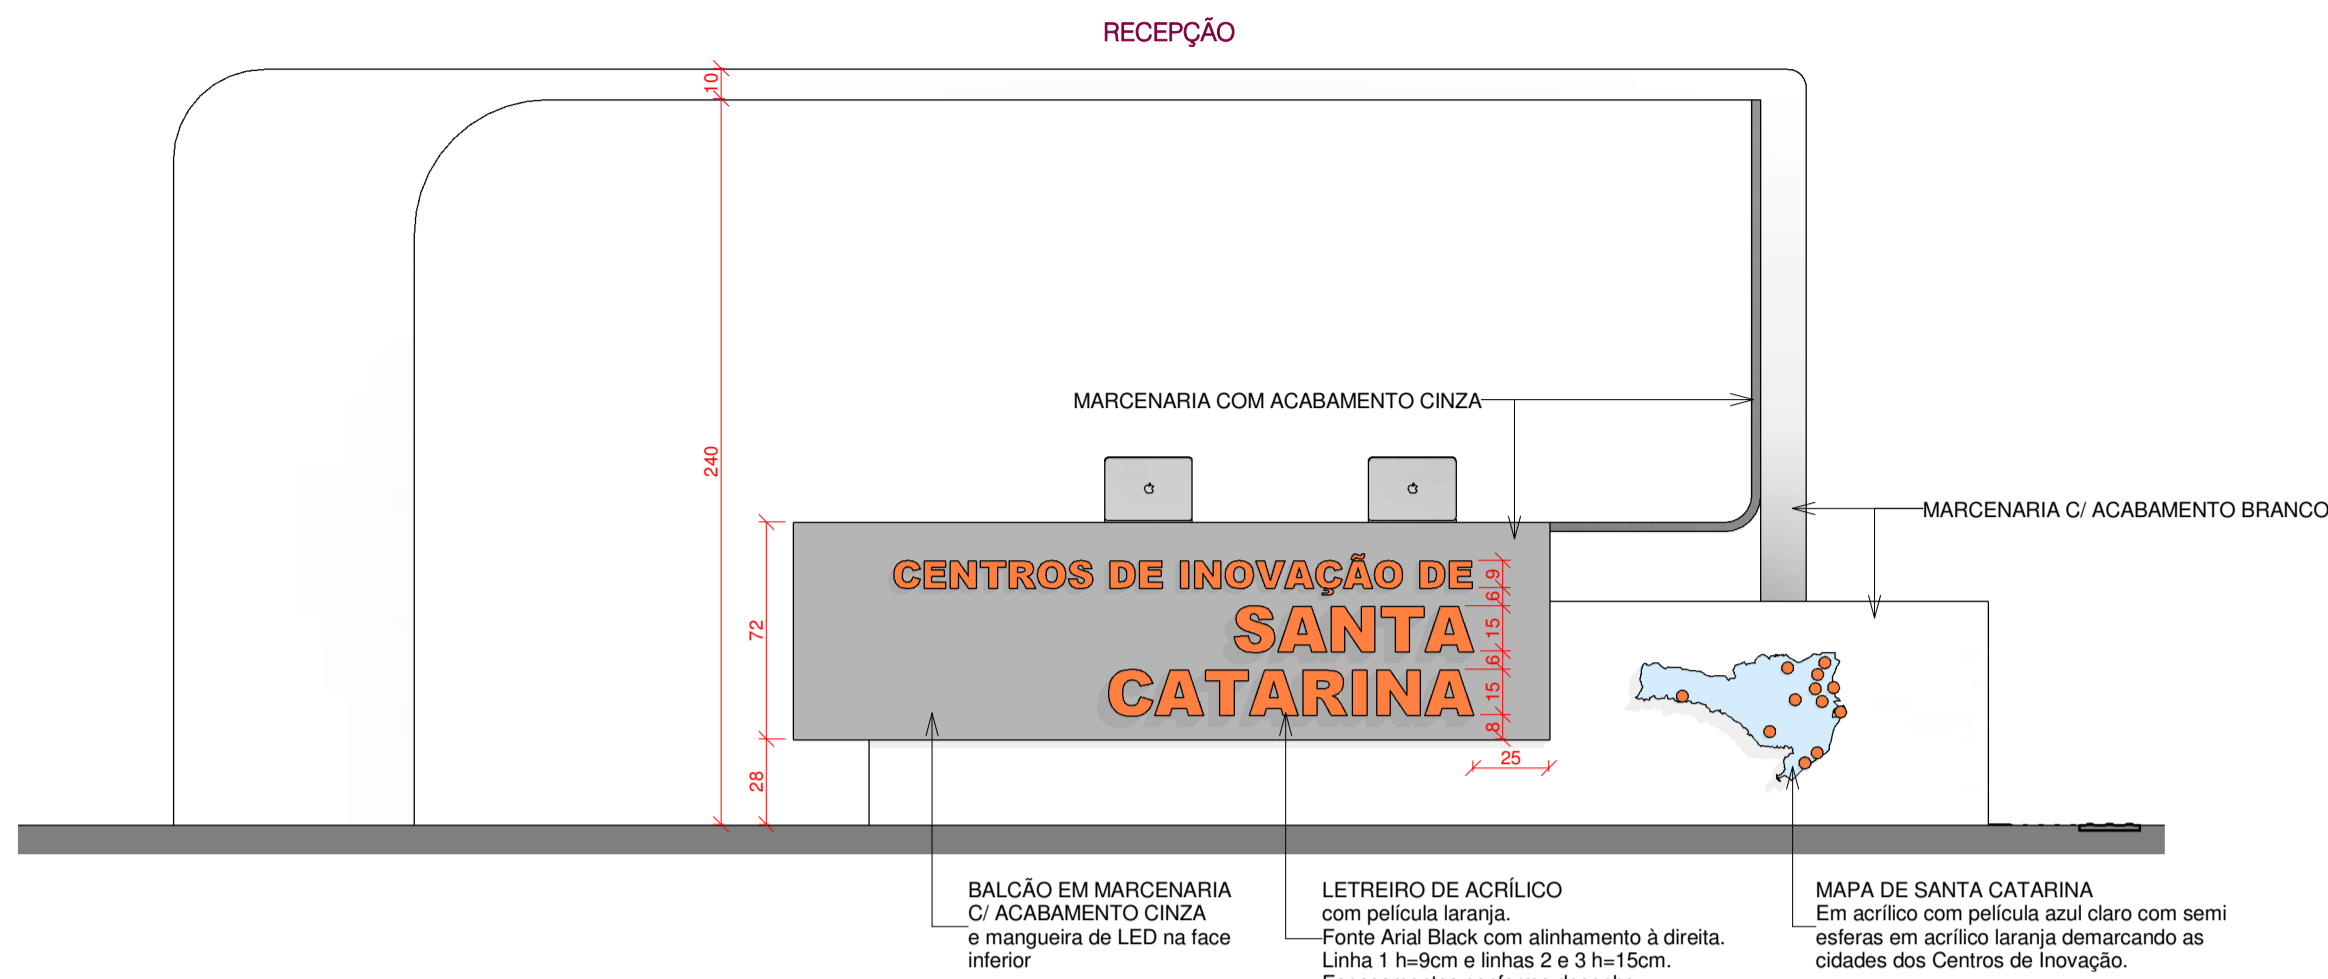 RECEPÇÃO
10
240
MARCENARIA COM ACABAMENTO CINZA
MARCENARIA C/ ACABAMENTO BRANCO
72
28
CENTROS DE INOVAÇÃO DE
SANTA
CATARINA
9
6
15
6
15
8
25
BALCÃO EM MARCENARIA
C/ ACABAMENTO CINZA
e mangueira de LED na face
inferior
LETREIRO DE ACRÍLICO
com película laranja.
Fonte Arial Black com alinhamento à direita.
Linha 1 h=9cm e linhas 2 e 3 h=15cm.
MAPA DE SANTA CATARINA
Em acrílico com película azul claro com semi
esferas em acrílico laranja demarcando as
cidades dos Centros de Inovação.